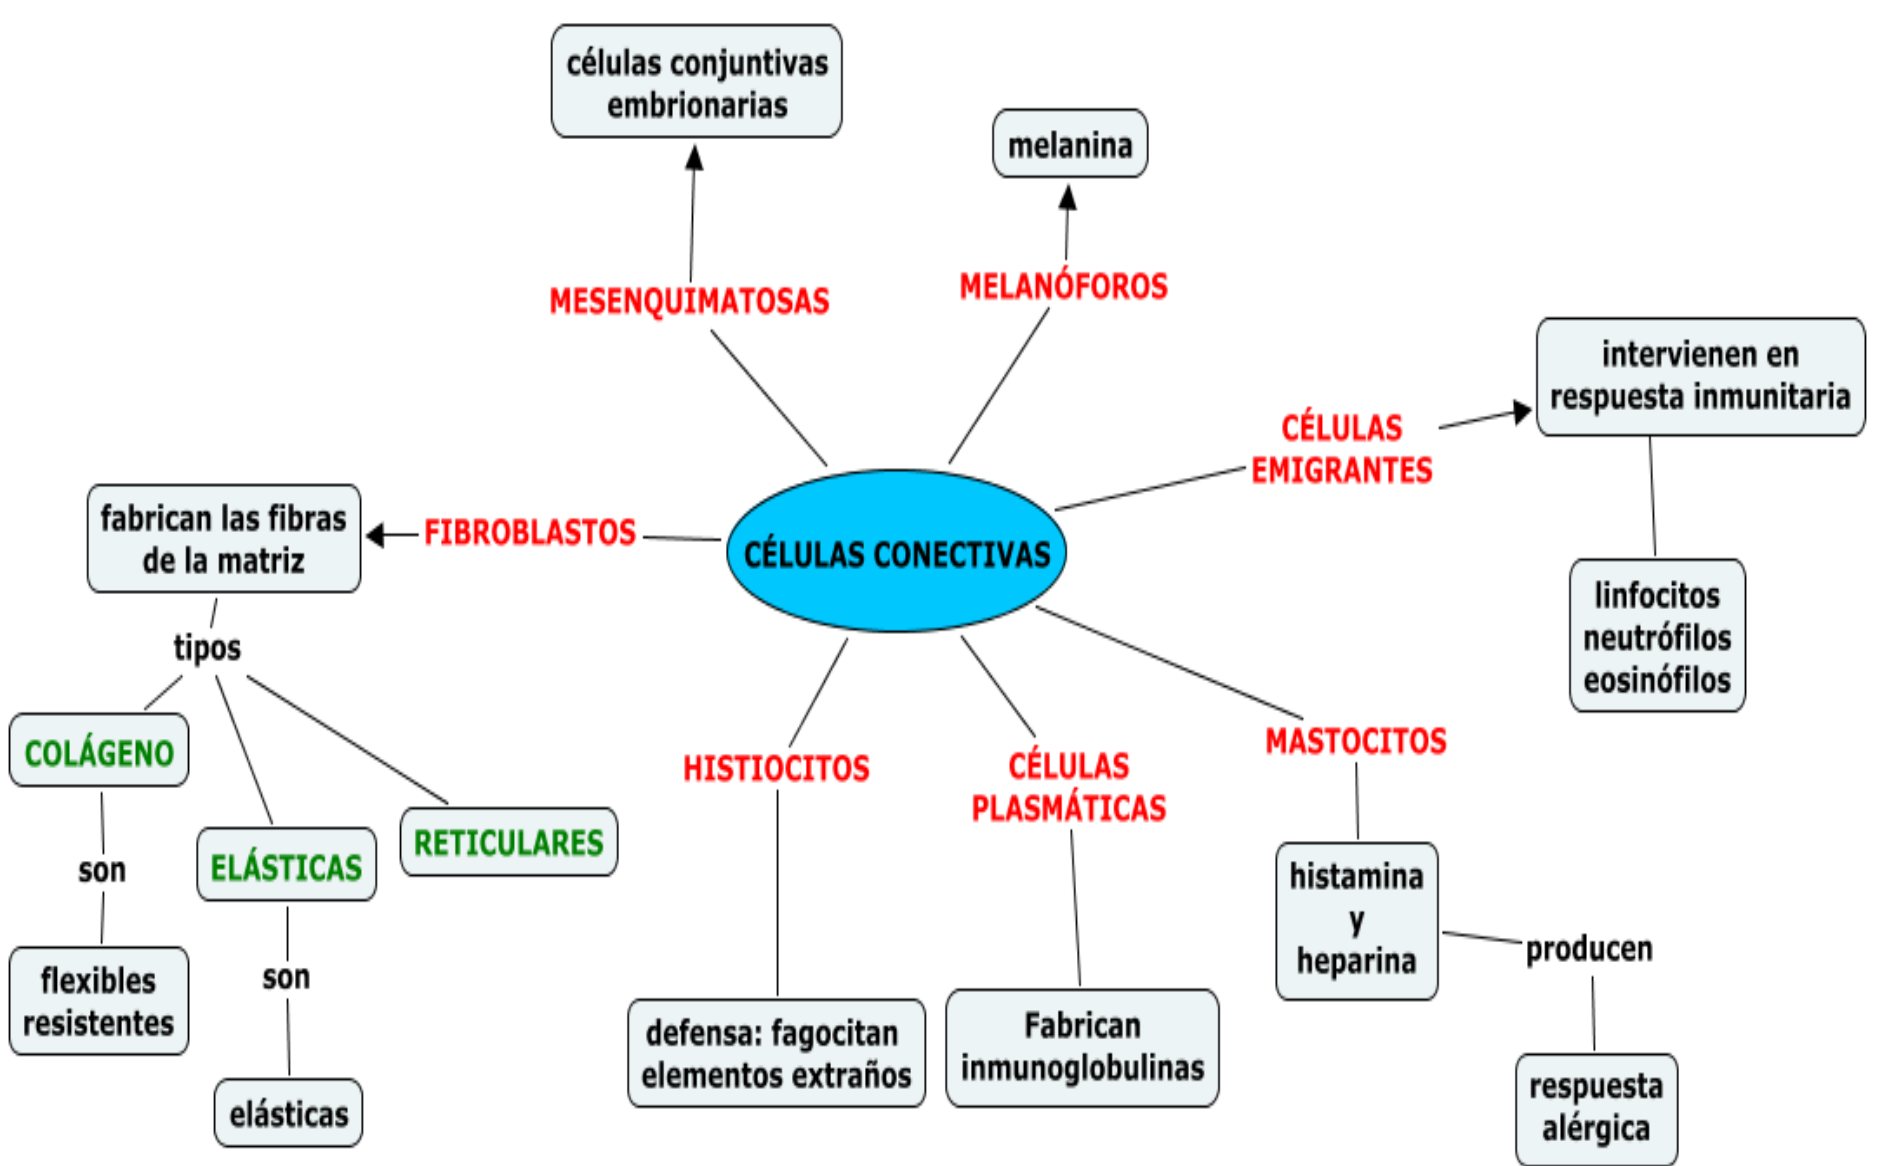 células conjuntivas
embrionarias
melanina
MESENQUIMATOSAS
MELANÓFOROS
intervienen en
respuesta inmunitaria
CÉLULAS
EMIGRANTES
fabrican las fibras
de la matriz
FIBROBLASTOS
CÉLULAS CONECTIVAS
linfocitos
neutrófilos
eosinófilos
tipos
COLÁGENO
ELÁSTICAS
RETICULARES
son
flexibles
resistentes
son
elásticas
HISTIOCITOS
defensa: fagocitan
elementos extraños
CÉLULAS
PLASMÁTICAS
Fabrican
inmunoglobulinas
MASTOCITOS
histamina
y
heparina
producen
respuesta
alérgica